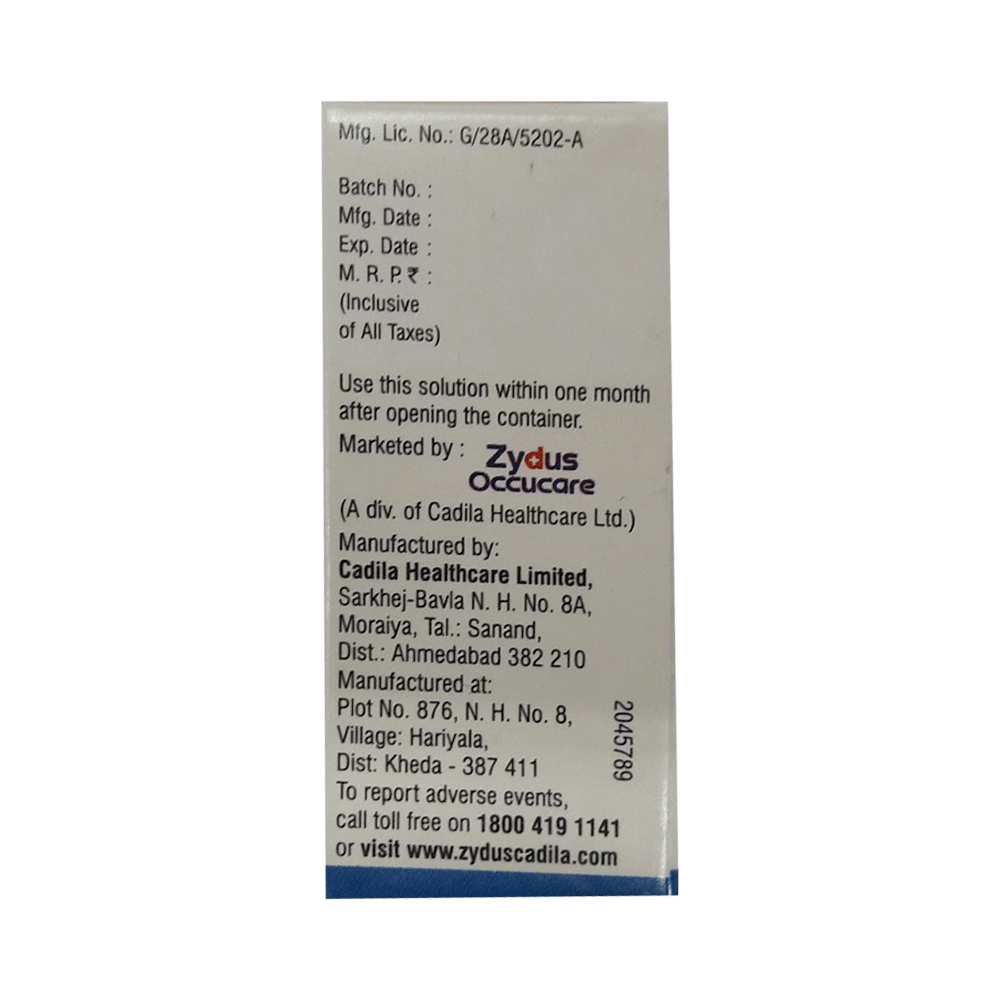 Mfg. Lic. No.: G/28A/5202-A
Batch No. :
Mfg. Date :
Exp. Date :
M. R. P. ₹ :
(Inclusive
of All Taxes)
Use this solution within one month
after opening the container.
Marketed by : Zydus
Occucare
(A div. of Cadila Healthcare Ltd.)
Manufactured by:
Cadila Healthcare Limited,
Sarkhej-Bavla N. H. No. 8A,
Moraiya, Tal.: Sanand,
Dist.: Ahmedabad 382 210
Manufactured at:
Plot No. 876, N. H. No. 8,
Village: Hariyala,
Dist: Kheda - 387 411
To report adverse events,
call toll free on 1800 419 1141
or visit www.zyduscadila.com
2045789